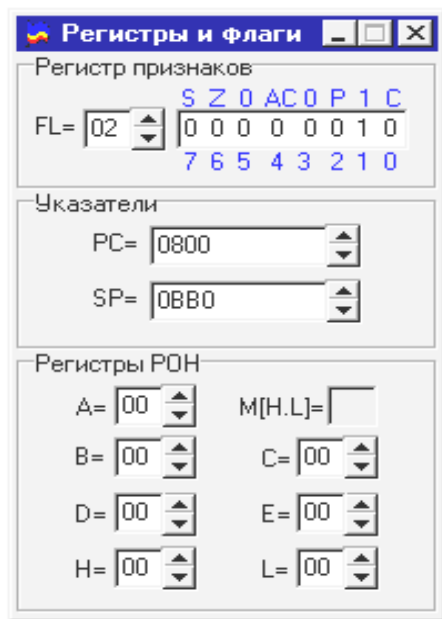 Регистры и флаги
Регистр признаков
S Z 0 AC 0 P 1 C
FL= 02 0 0 0 0 0 0 1 0
7 6 5 4 3 2 1 0
Указатели
PC= 0800
SP= 0BB0
Регистры РОН
A= 00 M[H.L]=
B= 00 C= 00
D= 00 E= 00
H= 00 L= 00